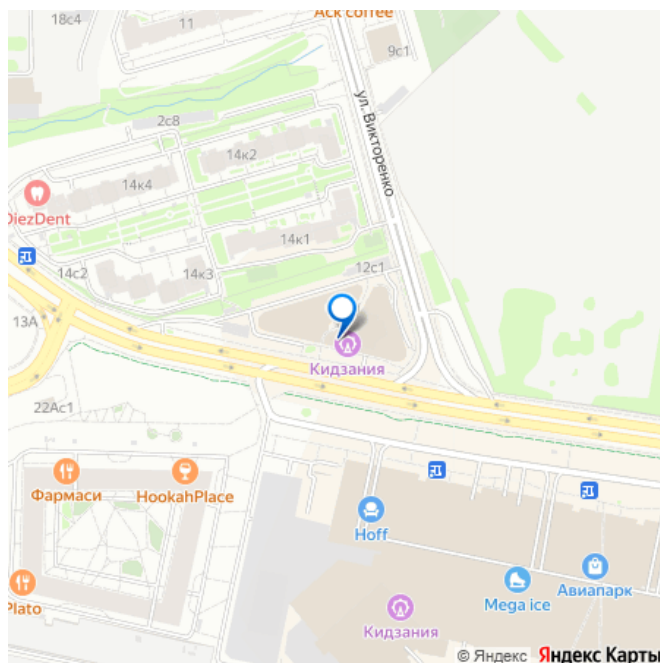 18с4
11
Ack coffee
9с1
ул. Викторенко
2с8
14к2
14к4
DiezDent
14к1
12с1
14с2
14к3
13А
Кидзания
22Ас1
Фармаси
HookahPlace
Hoff
Plato
Mega ice
Авиапарк
Кидзания
© Яндекс Яндекс Карты